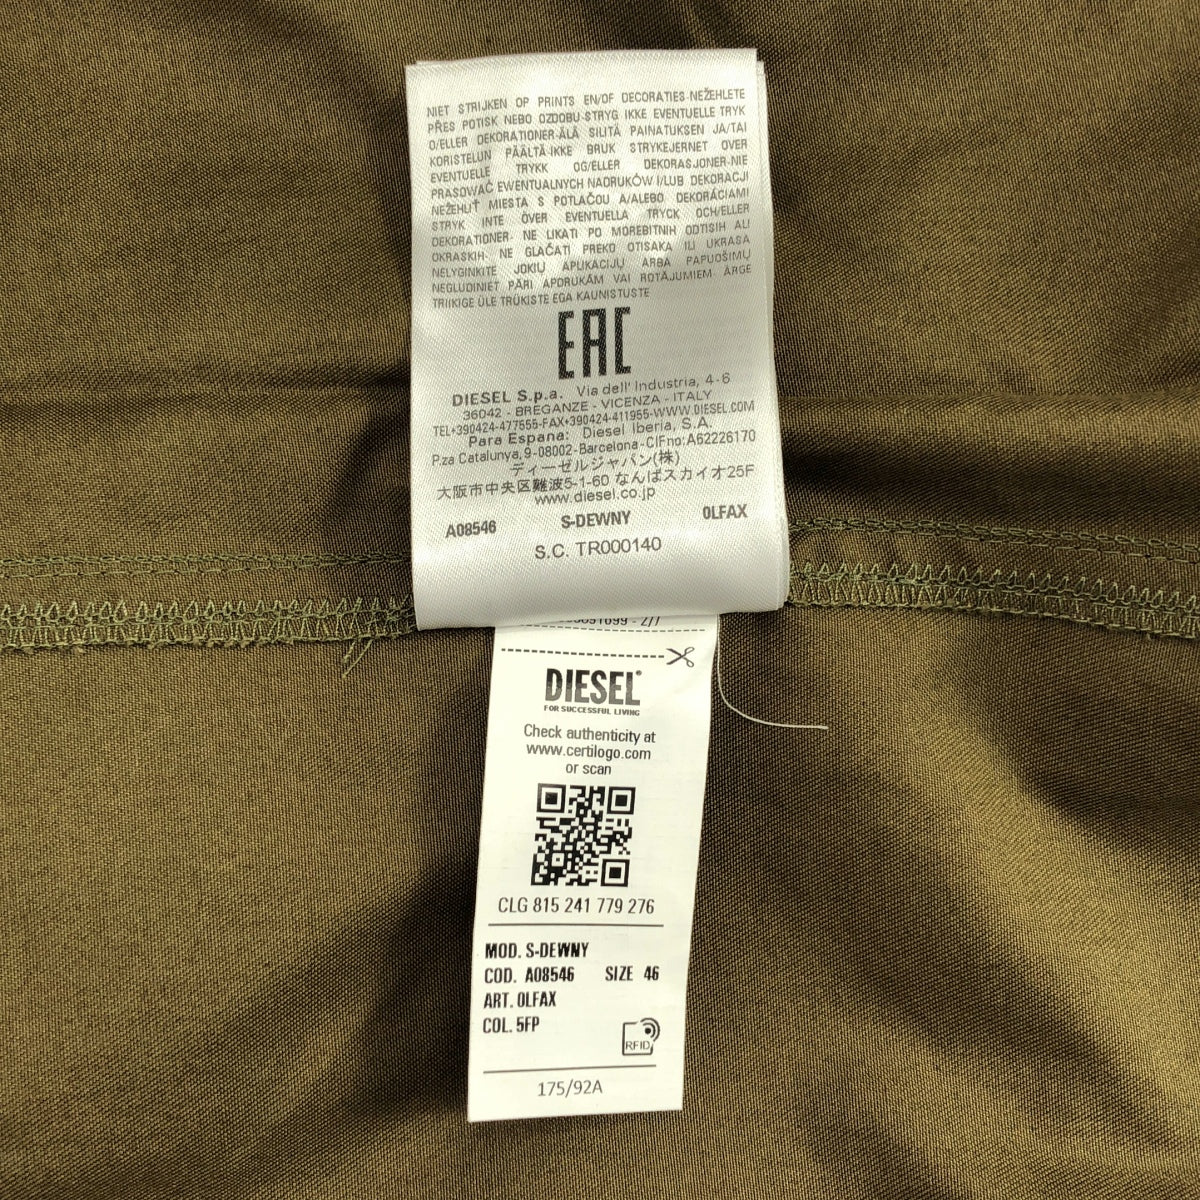 NIET STRIJKEN OP PRINTS EN/OF DECORATIES-NEŽEHLETE
PŘES POTISK NEBO OZDOBU-STRYG IKKE EVENTUELLE TRYK
O/ELLER DEKORATIONER-ÄLÄ SILITÄ PAINATUKSEN JA/TAI
KORISTELUN PÄÄLTÄ-IKKE BRUK STRYKEJERNET OVER
EVENTUELLE TRYKK OG/ELLER DEKORASJONER-NIE
PRASOWAĆ EWENTUALNYCH NADRUKÓW I/LUB DEKORACJI
NEŽEHLIŤ MIESTA S POTLAČOU A/ALEBO DEKORÁCIAMI
STRYK INTE ÖVER EVENTUELLA TRYCK OCH/ELLER
DEKORATIONER- NE LIKATI PO MOREBITNIH ODTISIH ALI
OKRASKIH- NE GLAČATI PREKO OTISAKA ILI UKRASA
NELYGINKITE JOKIŲ APLIKACIJŲ ARBA PAPUOŠIMŲ
NEGLUDINIET PĀRI APDRUKĀM VAI ROTĀJUMIEM. ÄRGE
TRIIKIGE ÜLE TRÜKISTE EGA KAUNISTUSTE
EAC
DIESEL S.p.a. Via dell' Industria, 4-6
36042 - BREGANZE - VICENZA - ITALY
TEL+390424-477555-FAX+390424-411955-WWW.DIESEL.COM
Para Espana: Diesel Iberia, S.A.
P.za Catalunya, 9-08002-Barcelona-CIFno:A62226170
ディーゼルジャパン(株)
大阪市中央区難波5-1-60 なんばスカイオ25F
www.diesel.co.jp
A08546 S-DEWNY 0LFAX
S.C. TR000140
- 2/7
DIESEL
FOR SUCCESSFUL LIVING
Check authenticity at
www.certilogo.com
or scan
CLG 815 241 779 276
MOD. S-DEWNY
COD. A08546 SIZE 46
ART. 0LFAX
COL. 5FP
RFID
175/92A